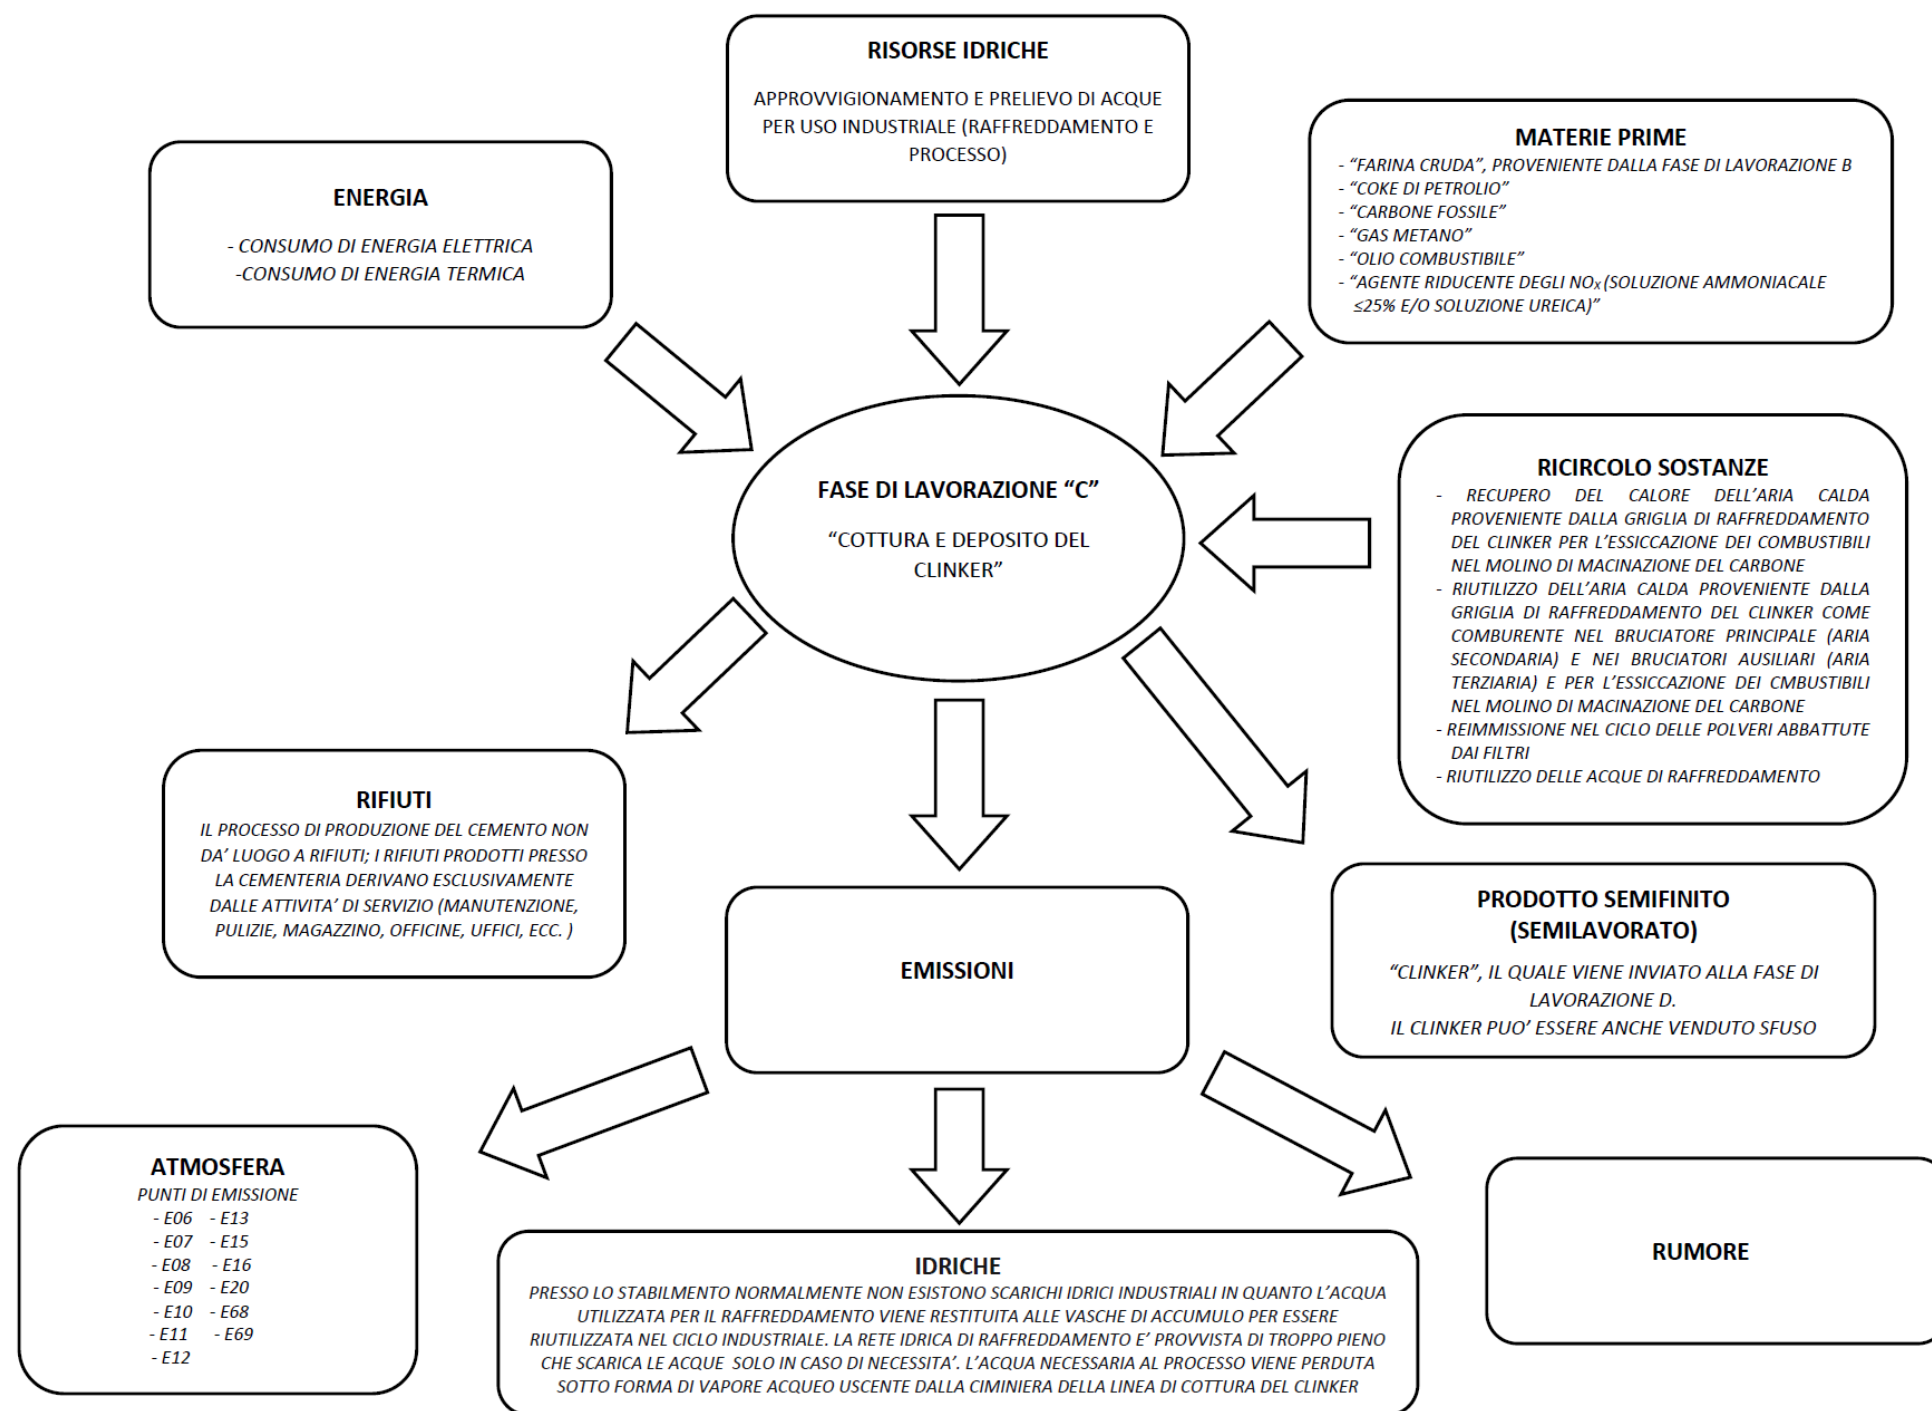 RISORSE IDRICHE
APPROVVIGIONAMENTO E PRELIEVO DI ACQUE
PER USO INDUSTRIALE (RAFFREDDAMENTO E
PROCESSO)
ENERGIA
- CONSUMO DI ENERGIA ELETTRICA
-CONSUMO DI ENERGIA TERMICA
MATERIE PRIME
- “FARINA CRUDA”, PROVENIENTE DALLA FASE DI LAVORAZIONE B
- “COKE DI PETROLIO”
- “CARBONE FOSSILE”
- “GAS METANO”
- “OLIO COMBUSTIBILE”
- “AGENTE RIDUCENTE DEGLI NOx (SOLUZIONE AMMONIACALE
≤25% E/O SOLUZIONE UREICA)”
FASE DI LAVORAZIONE “C”
“COTTURA E DEPOSITO DEL
CLINKER”
RICIRCOLO SOSTANZE
- RECUPERO DEL CALORE DELL’ARIA CALDA
PROVENIENTE DALLA GRIGLIA DI RAFFREDDAMENTO
DEL CLINKER PER L’ESSICCAZIONE DEI COMBUSTIBILI
NEL MOLINO DI MACINAZIONE DEL CARBONE
- RIUTILIZZO DELL’ARIA CALDA PROVENIENTE DALLA
GRIGLIA DI RAFFREDDAMENTO DEL CLINKER COME
COMBURENTE NEL BRUCIATORE PRINCIPALE (ARIA
SECONDARIA) E NEI BRUCIATORI AUSILIARI (ARIA
TERZIARIA) E PER L’ESSICCAZIONE DEI CMBUSTIBILI
NEL MOLINO DI MACINAZIONE DEL CARBONE
- REIMMISSIONE NEL CICLO DELLE POLVERI ABBATTUTE
DAI FILTRI
- RIUTILIZZO DELLE ACQUE DI RAFFREDDAMENTO
RIFIUTI
IL PROCESSO DI PRODUZIONE DEL CEMENTO NON
DA’ LUOGO A RIFIUTI; I RIFIUTI PRODOTTI PRESSO
LA CEMENTERIA DERIVANO ESCLUSIVAMENTE
DALLE ATTIVITA’ DI SERVIZIO (MANUTENZIONE,
PULIZIE, MAGAZZINO, OFFICINE, UFFICI, ECC. )
EMISSIONI
PRODOTTO SEMIFINITO
(SEMILAVORATO)
“CLINKER”, IL QUALE VIENE INVIATO ALLA FASE DI
LAVORAZIONE D.
IL CLINKER PUO’ ESSERE ANCHE VENDUTO SFUSO
ATMOSFERA
PUNTI DI EMISSIONE
- E06 - E13
- E07 - E15
- E08 - E16
- E09 - E20
- E10 - E68
- E11 - E69
- E12
IDRICHE
PRESSO LO STABILMENTO NORMALMENTE NON ESISTONO SCARICHI IDRICI INDUSTRIALI IN QUANTO L’ACQUA
UTILIZZATA PER IL RAFFREDDAMENTO VIENE RESTITUITA ALLE VASCHE DI ACCUMULO PER ESSERE
RIUTILIZZATA NEL CICLO INDUSTRIALE. LA RETE IDRICA DI RAFFREDDAMENTO E’ PROVVISTA DI TROPPO PIENO
CHE SCARICA LE ACQUE SOLO IN CASO DI NECESSITA’. L’ACQUA NECESSARIA AL PROCESSO VIENE PERDUTA
SOTTO FORMA DI VAPORE ACQUEO USCENTE DALLA CIMINIERA DELLA LINEA DI COTTURA DEL CLINKER
RUMORE